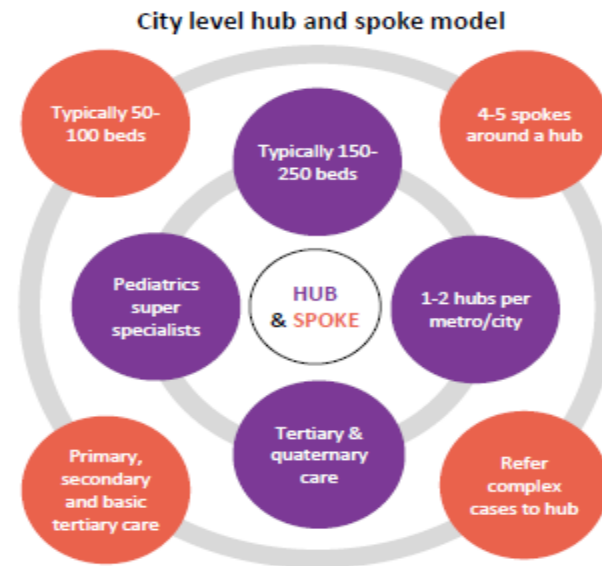 City level hub and spoke model
Typically 50-
100 beds
4-5 spokes
around a hub
Typically 150-
250 beds
Pediatrics
super
specialists
HUB
& SPOKE
1-2 hubs per
metro/city
Tertiary &
quaternary
care
Primary,
secondary
and basic
tertiary care
Refer
complex
cases to hub